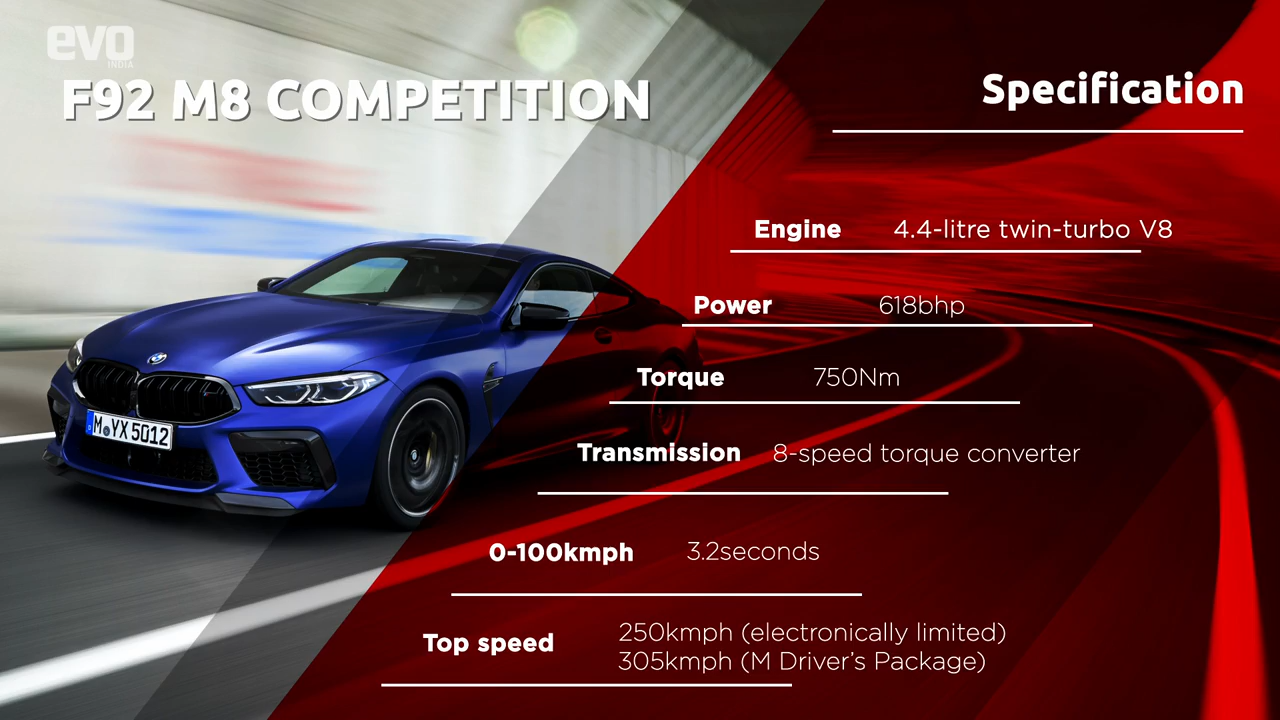 evo
INDIA
F92 M8 COMPETITION
Specification
Engine 4.4-litre twin-turbo V8
Power 618bhp
Torque 750Nm
Transmission 8-speed torque converter
0-100kmph 3.2seconds
Top speed 250kmph (electronically limited)
305kmph (M Driver's Package)
M YX 5012